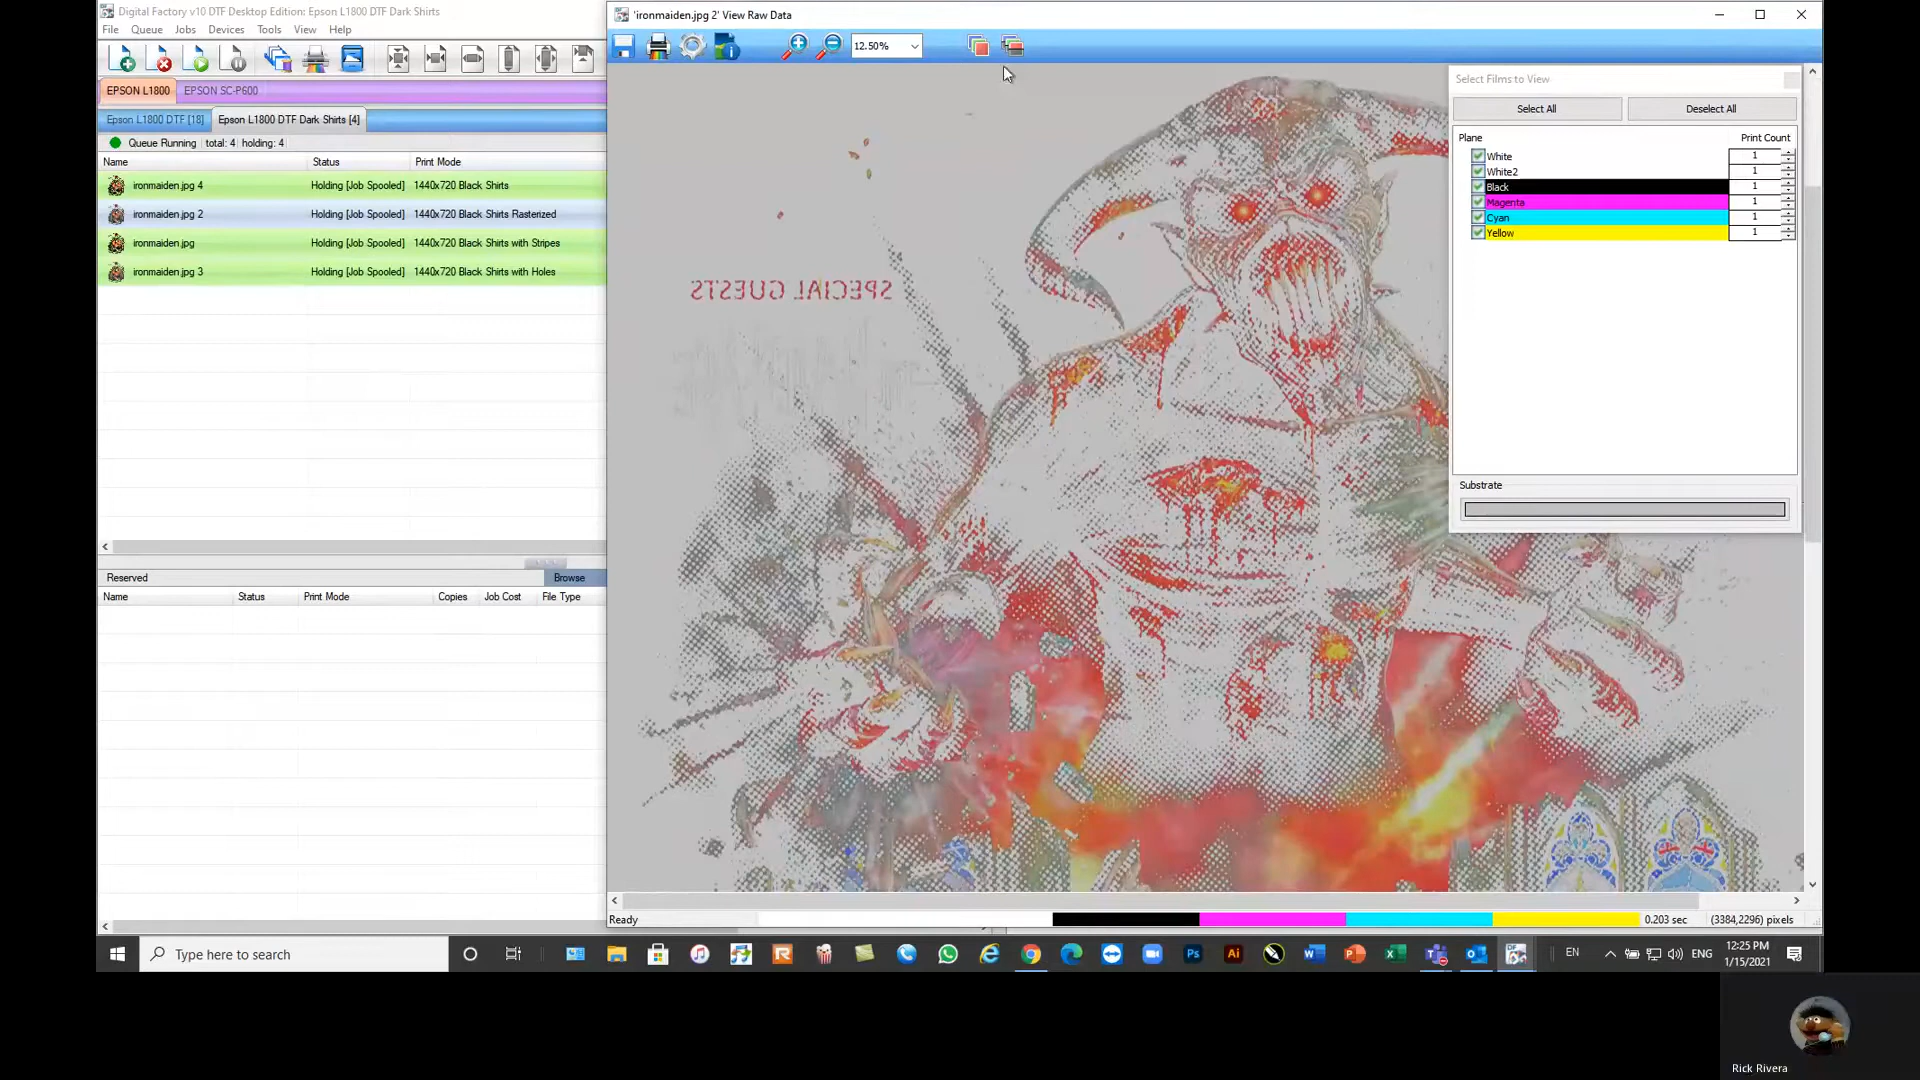 Digital Factory v10 DTF Desktop Edition: Epson L1800 DTF Dark Shirts
File Queue Jobs Devices Tools View Help
EPSON L1800 EPSON SC-P600
Epson L1800 DTF [18] Epson L1800 DTF Dark Shirts [4]
Queue Running total: 4 holding: 4
Name Status Print Mode
ironmaiden.jpg 4 Holding [Job Spooled] 1440x720 Black Shirts
ironmaiden.jpg 2 Holding [Job Spooled] 1440x720 Black Shirts Rasterized
ironmaiden.jpg Holding [Job Spooled] 1440x720 Black Shirts with Stripes
ironmaiden.jpg 3 Holding [Job Spooled] 1440x720 Black Shirts with Holes
Reserved Browse
Name Status Print Mode Copies Job Cost File Type
'ironmaiden.jpg 2' View Raw Data
12.50%
SPECIAL GUESTS
Select Films to View
Select All Deselect All
Plane Print Count
White 1
White2 1
Black 1
Magenta 1
Cyan 1
Yellow 1
Substrate
Ready 0.203 sec (3384,2296) pixels
Type here to search
Ps Ai
EN ENG 12:25 PM
1/15/2021
Rick Rivera